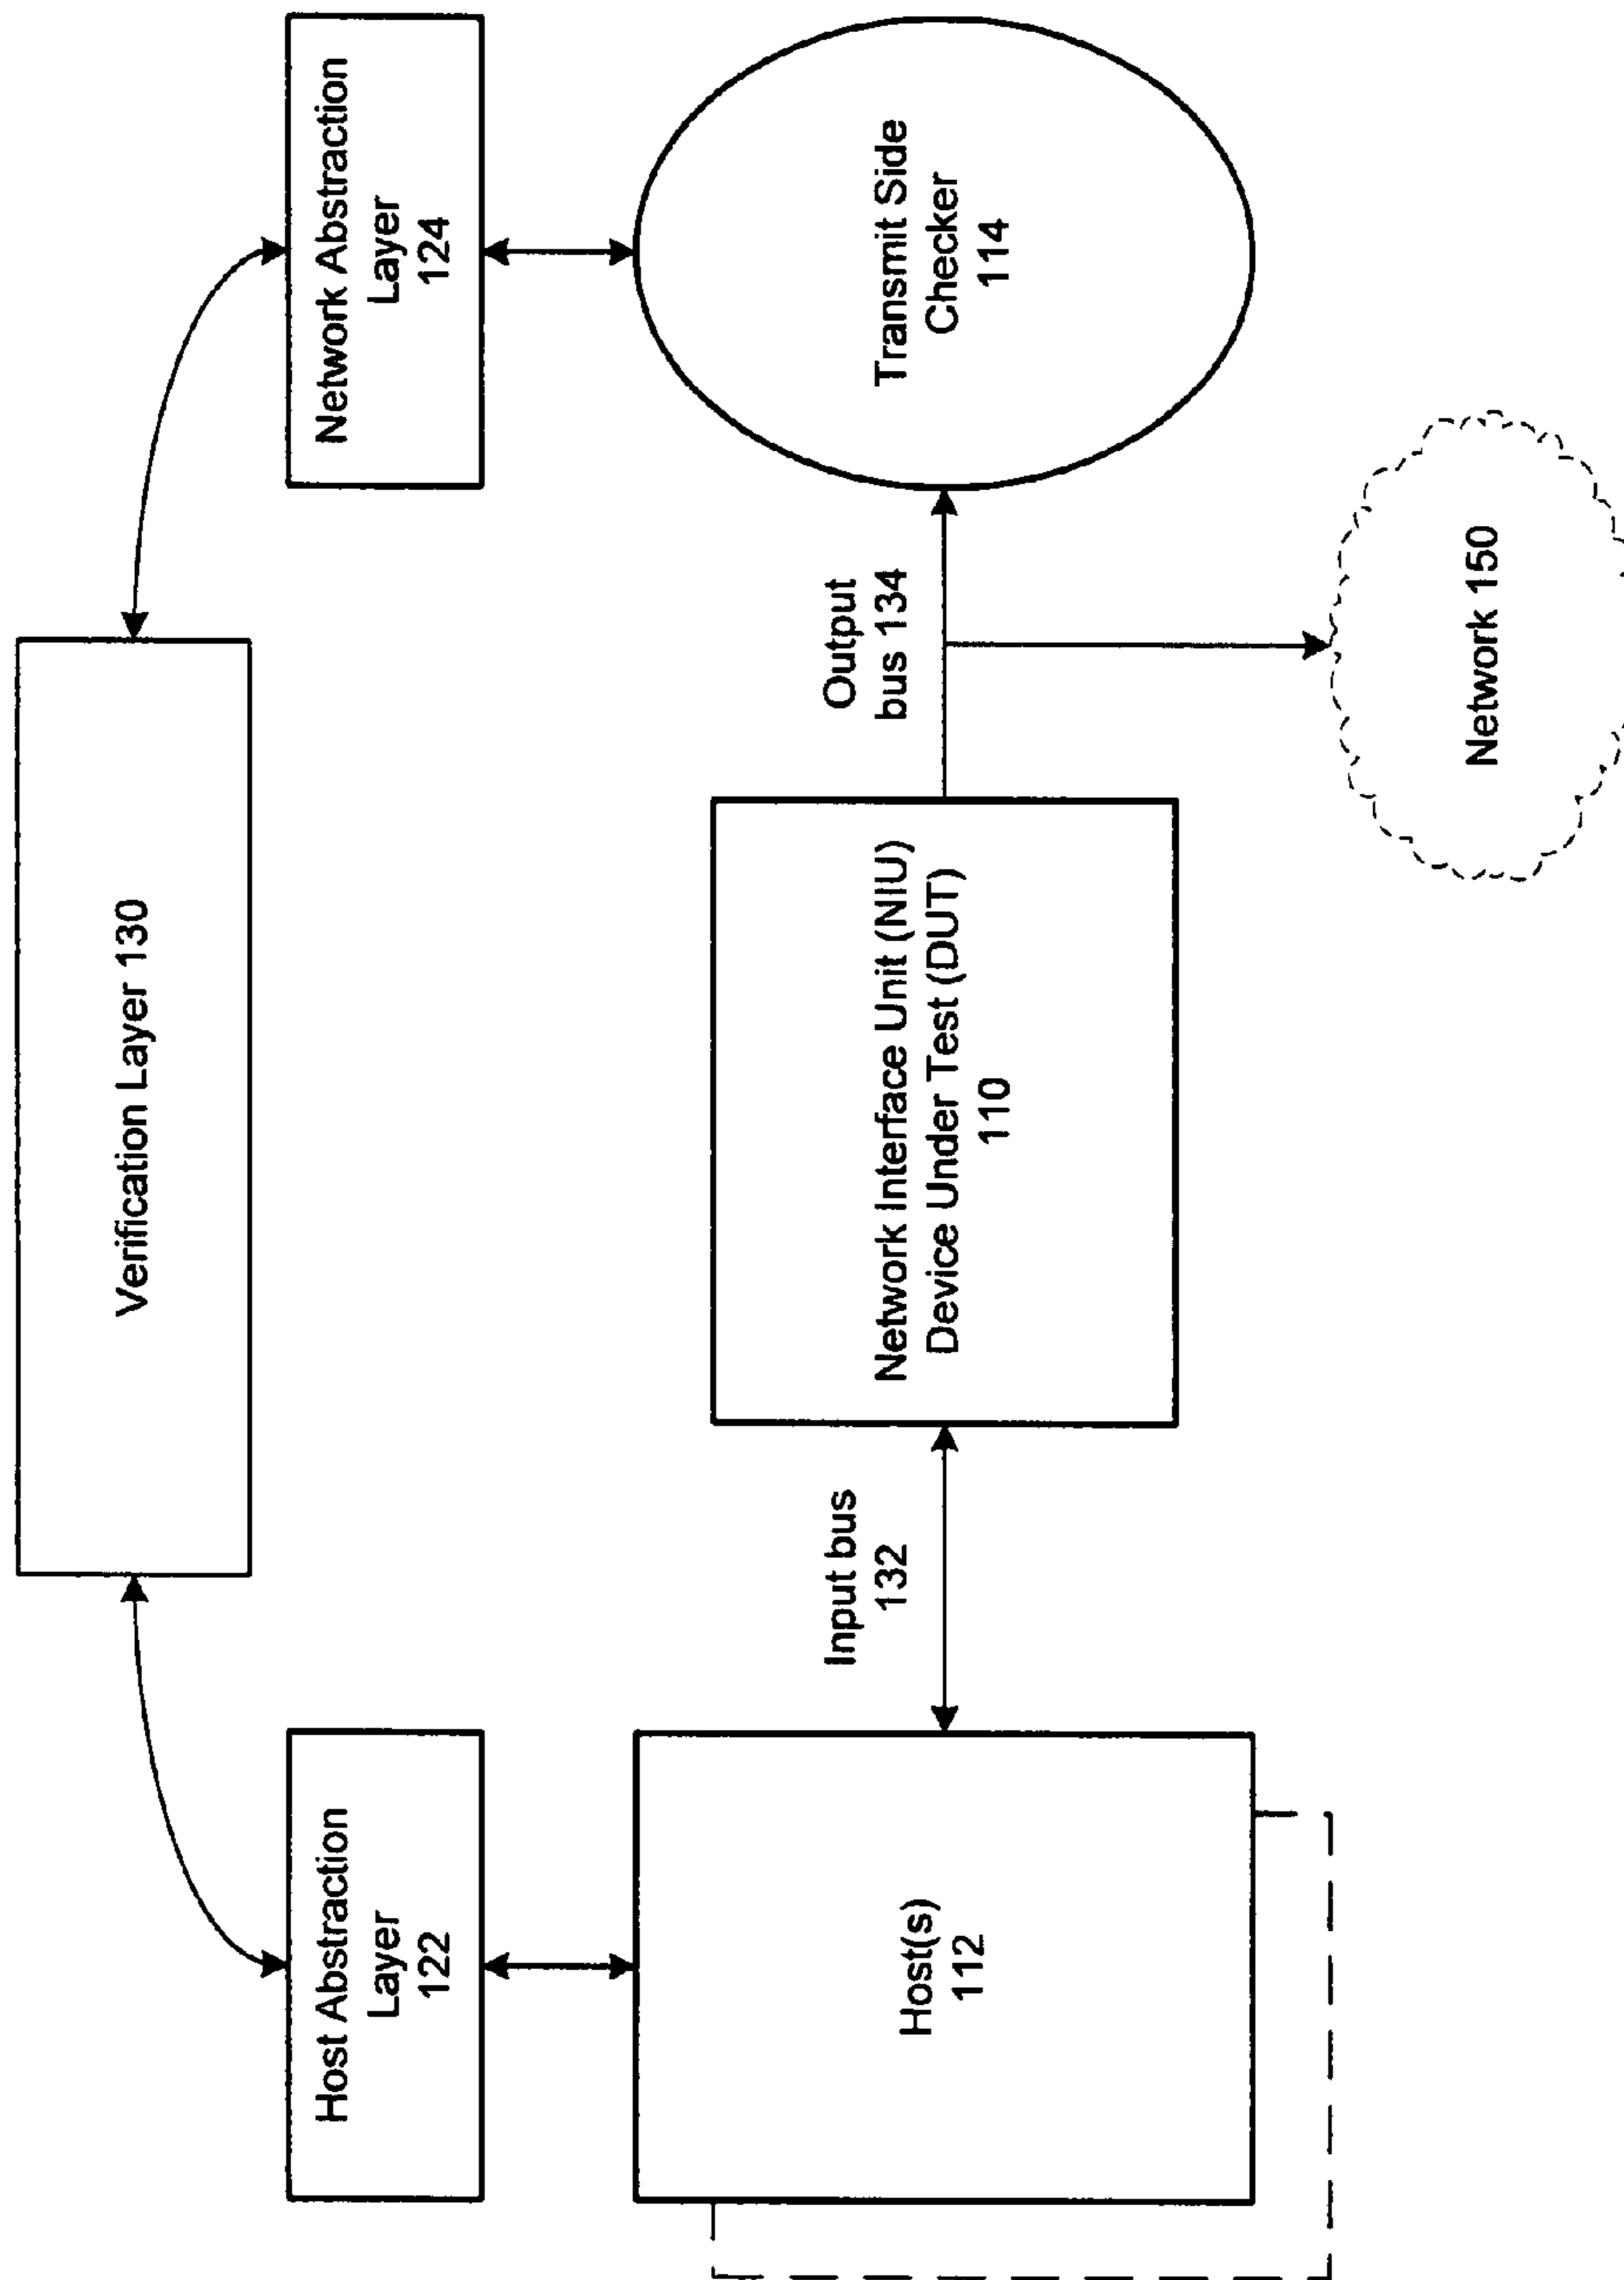 Verification Layer 130
Host Abstraction
Layer
122
Network Abstraction
Layer
124
Host(s)
112
Input bus
132
Network Interface Unit (NIU)
Device Under Test (DUT)
110
Output
bus 134
Transmit Side
Checker
114
Network 150